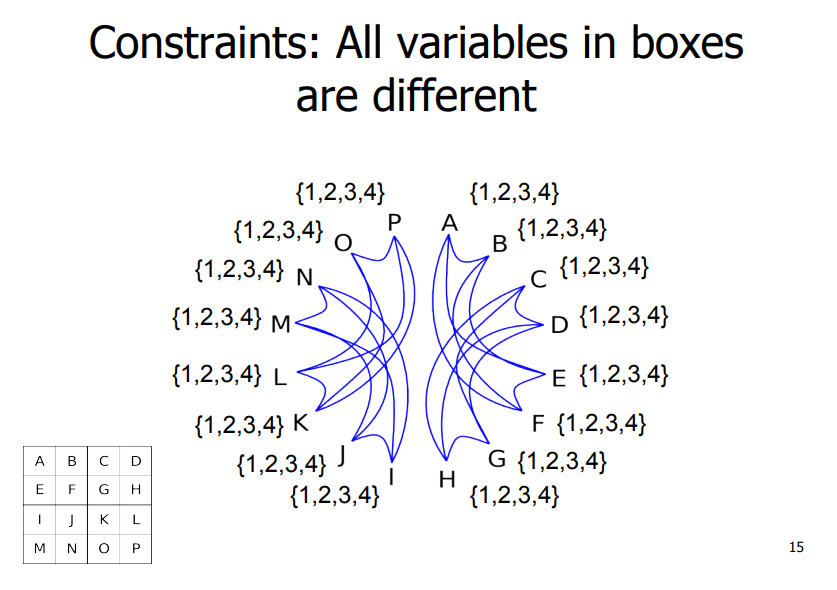 Constraints: All variables in boxes
are different
{1,2,3,4} {1,2,3,4}
{1,2,3,4} O P A B {1,2,3,4}
{1,2,3,4} N C {1,2,3,4}
{1,2,3,4} M D {1,2,3,4}
{1,2,3,4} L E {1,2,3,4}
{1,2,3,4} K F {1,2,3,4}
{1,2,3,4} J G {1,2,3,4}
{1,2,3,4} I H {1,2,3,4}
A B C D
E F G H
I J K L
M N O P
15